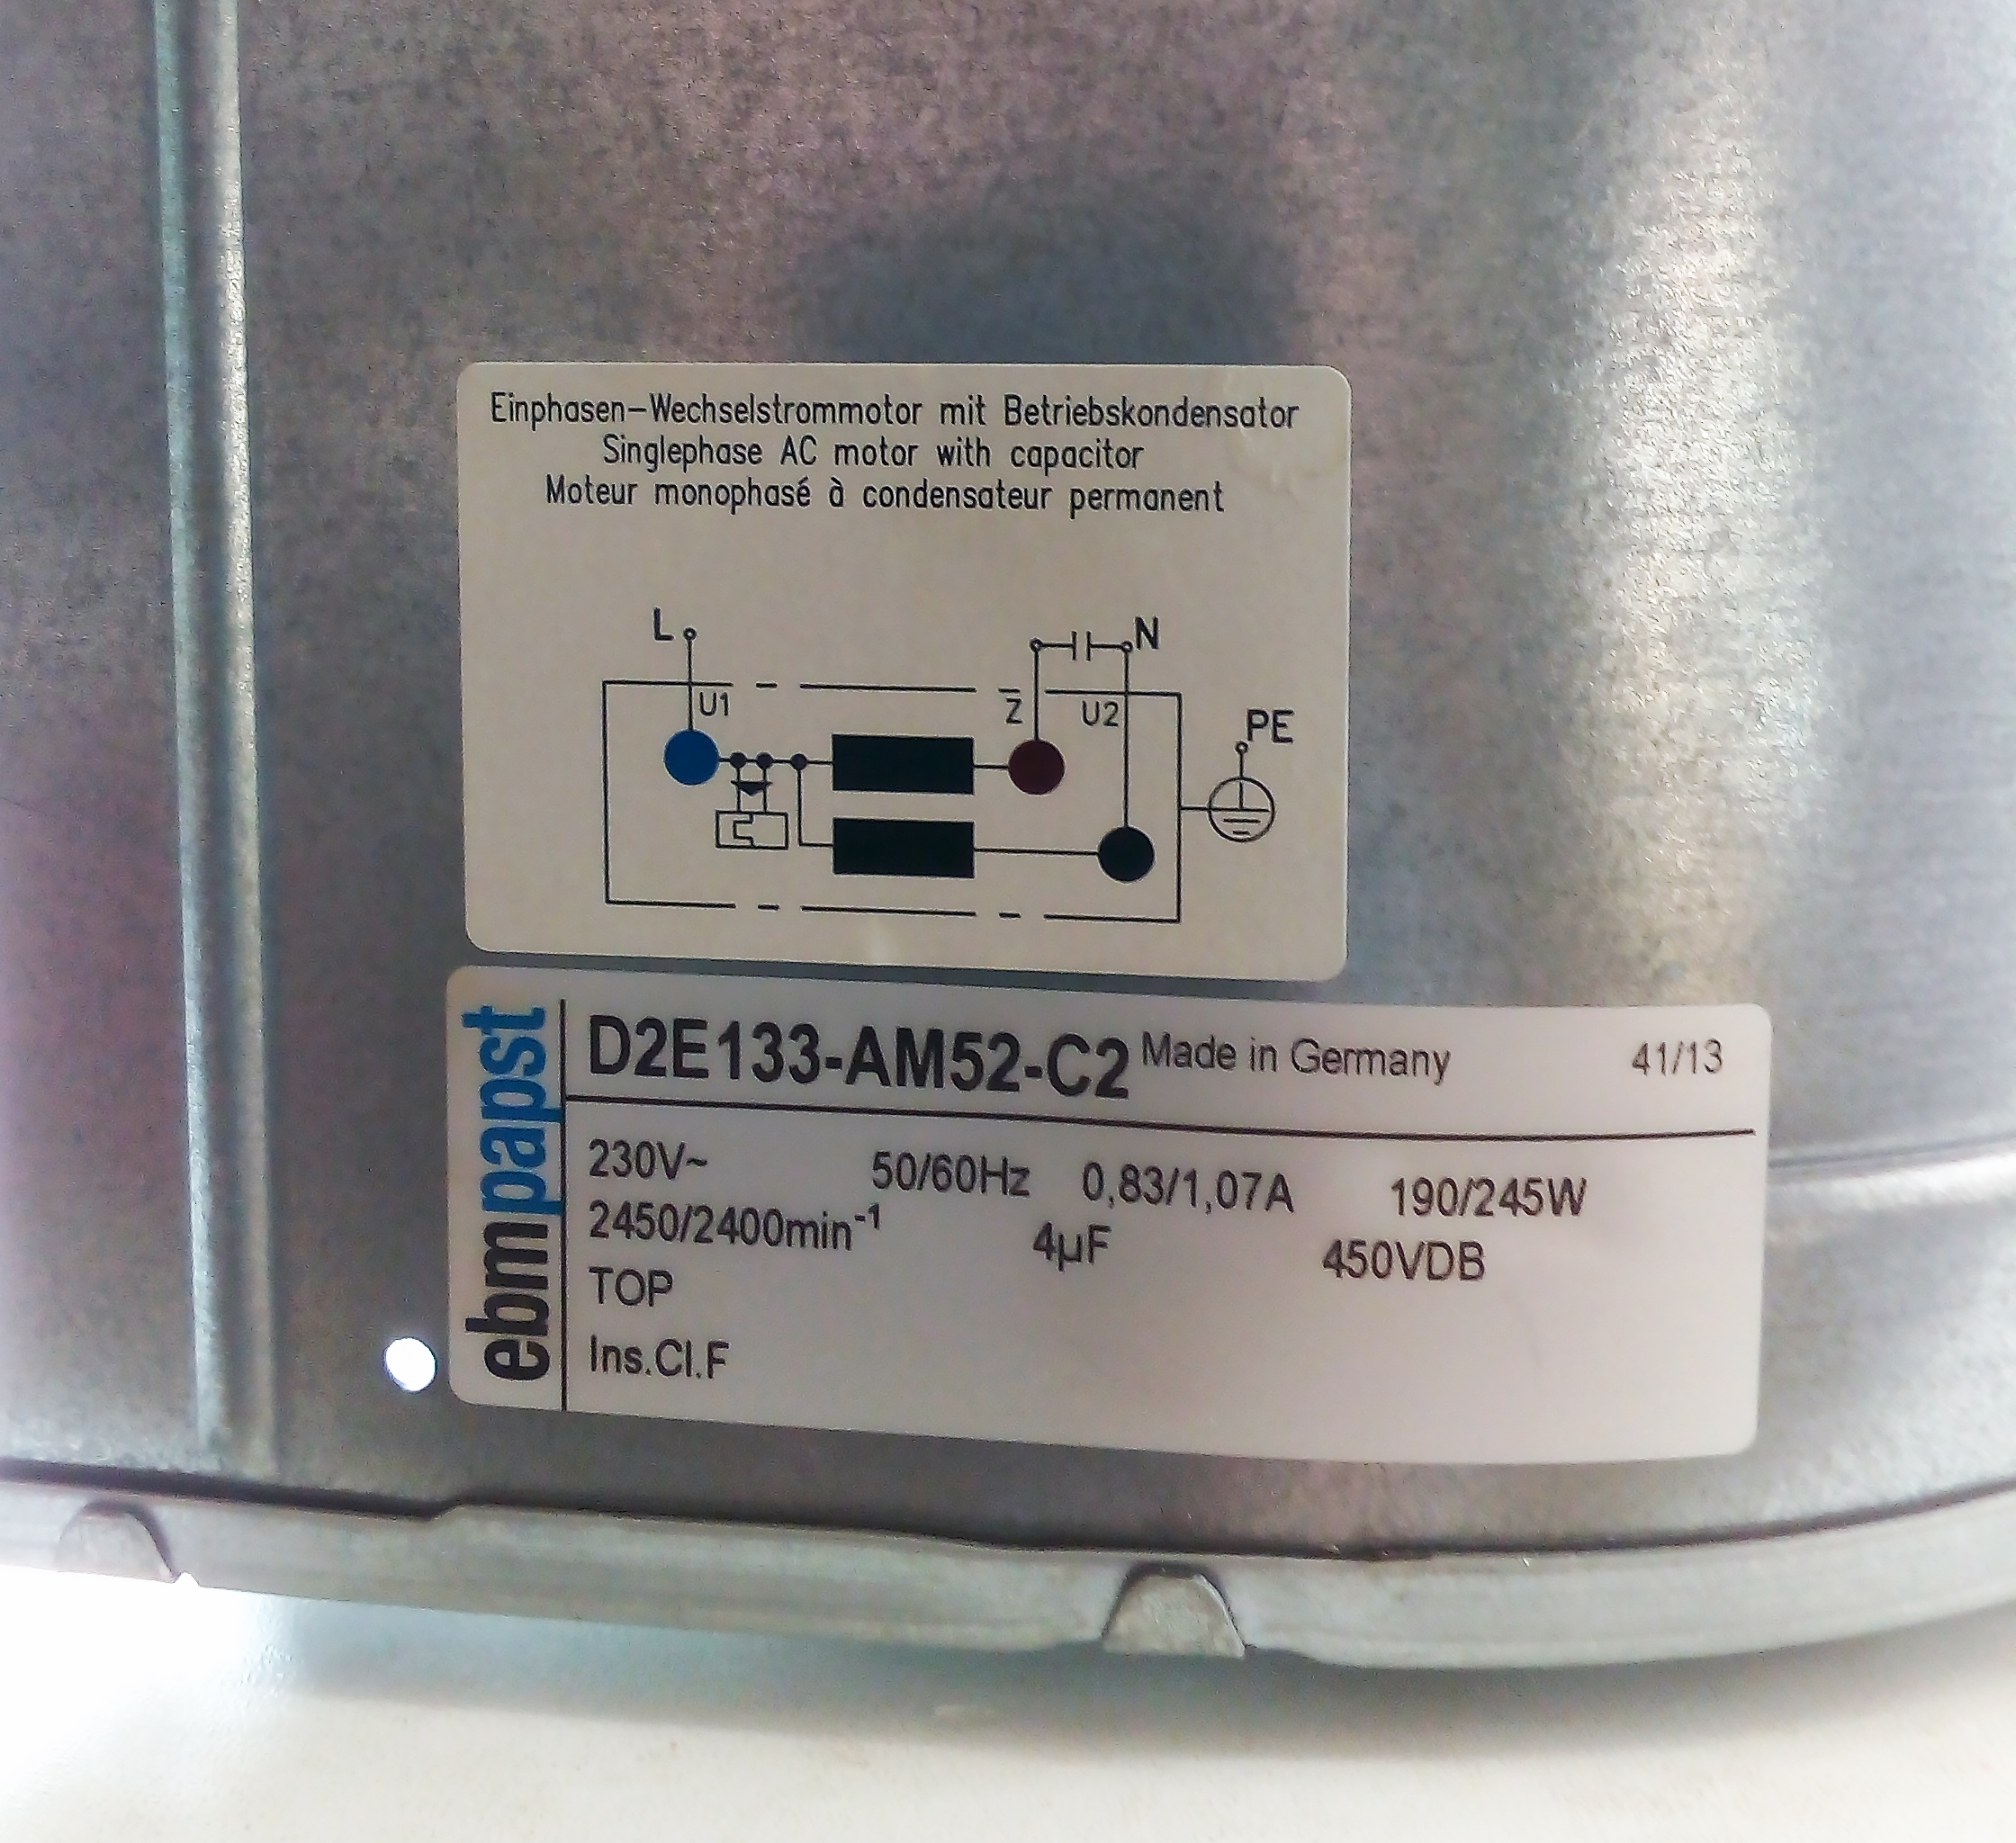 Einphasen-Wechselstrommotor mit Betriebskondensator
Singlephase AC motor with capacitor
Moteur monophasé à condensateur permanent
L N
U1 Z U2
PE
ebmpapst
D2E133-AM52-C2 Made in Germany 41/13
230V~ 50/60Hz 0,83/1,07A 190/245W
2450/2400min⁻¹ 4µF 450VDB
TOP
Ins.Cl.F